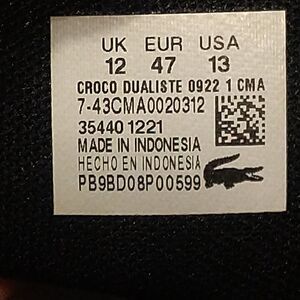 UK EUR USA
12 47 13
CROCO DUALISTE 0922 1 CMA
7-43CMA0020312
35440 1221
MADE IN INDONESIA
HECHO EN INDONESIA
PB9BD08P00599